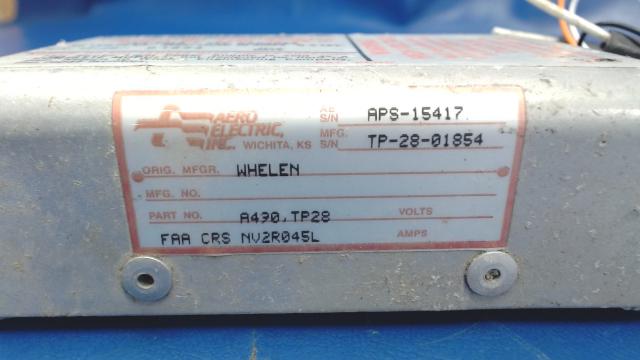 AERO
ELECTRIC,
INC. WICHITA, KS
AE S/N APS-15417
MFG. S/N TP-28-01854
ORIG. MFGR. WHELEN
MFG NO.
PART NO. A490,TP28 VOLTS
FAA CRS NV2R045L AMPS